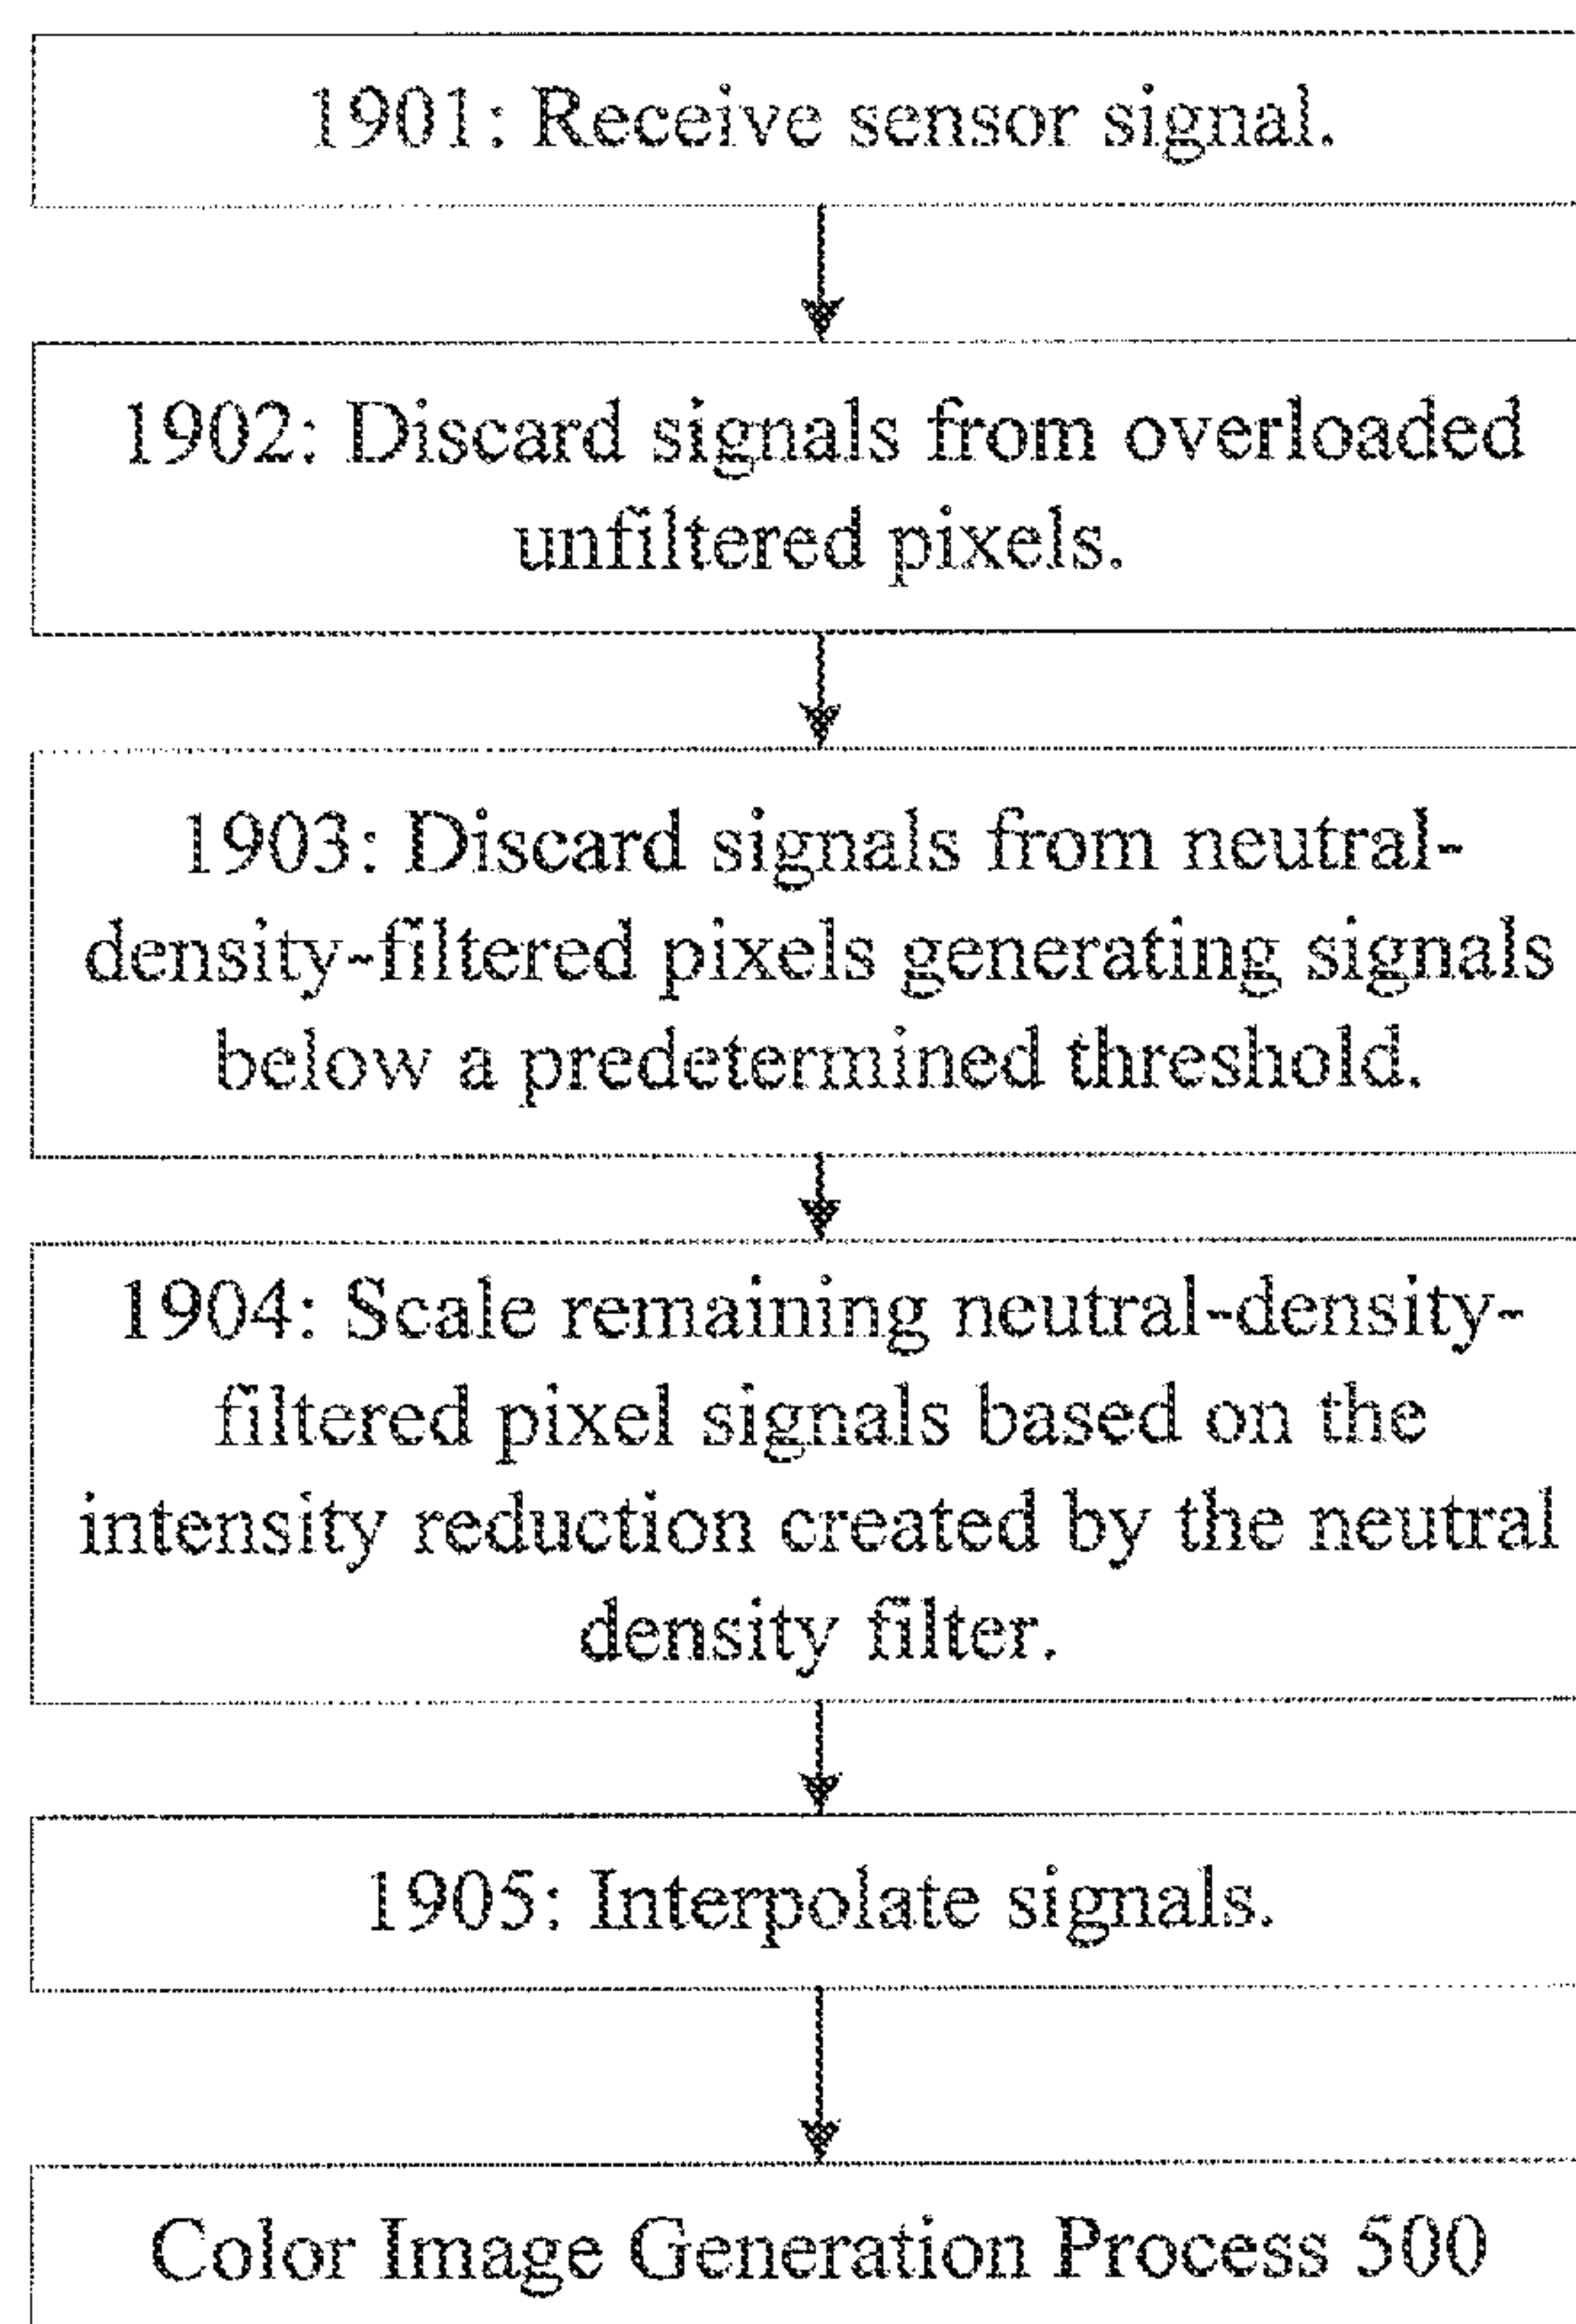 1901: Receive sensor signal.
1902: Discard signals from overloaded
unfiltered pixels.
1903: Discard signals from neutral-
density-filtered pixels generating signals
below a predetermined threshold.
1904: Scale remaining neutral-density-
filtered pixel signals based on the
intensity reduction created by the neutral
density filter.
1905: Interpolate signals.
Color Image Generation Process 500